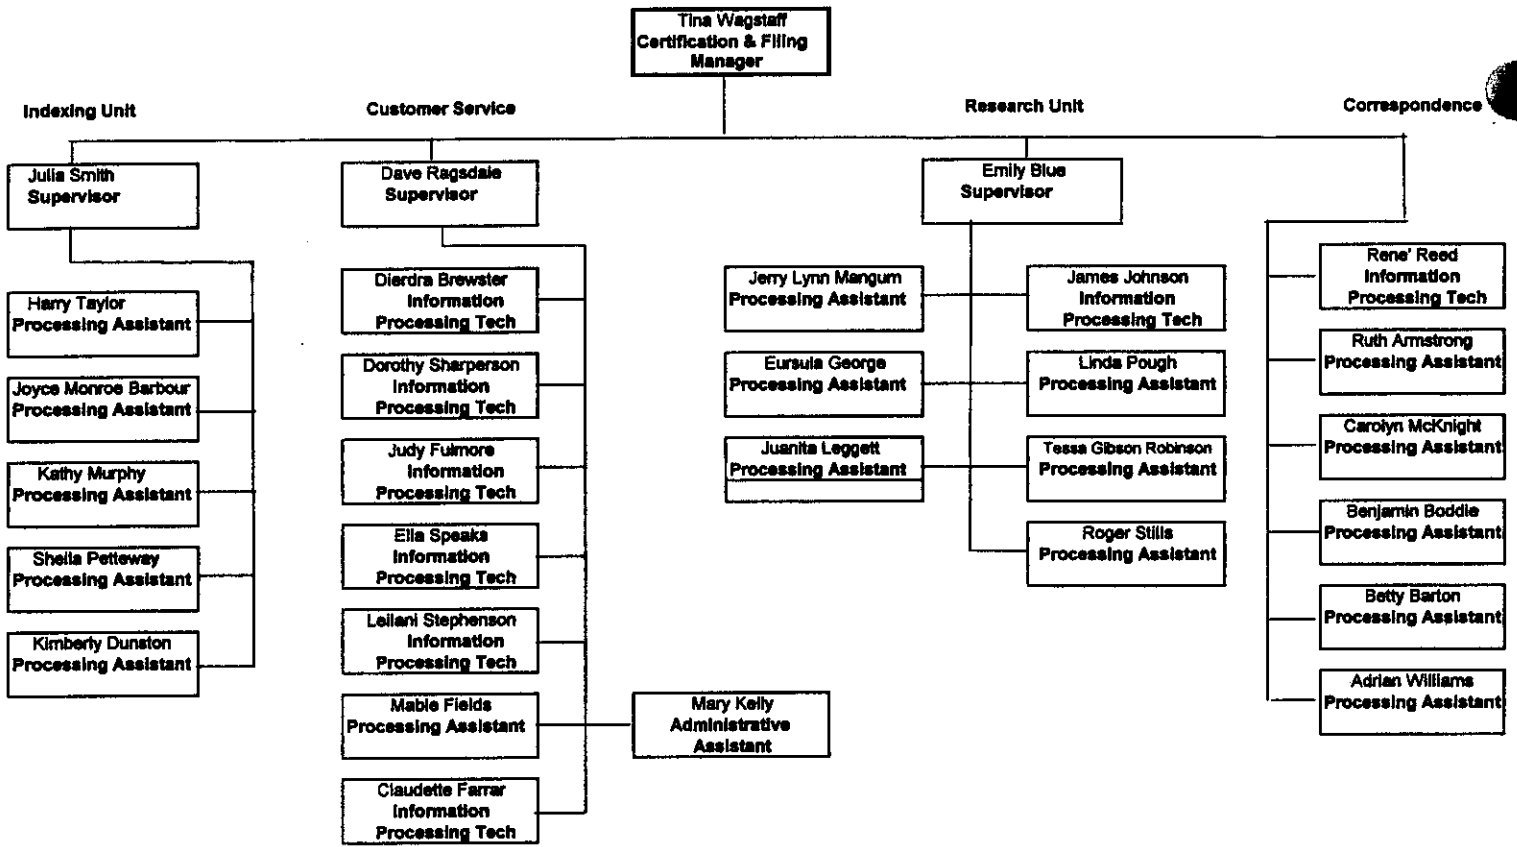 Tina Wagstaff
Certification & Filing
Manager
Indexing Unit
Customer Service
Research Unit
Correspondence
Julia Smith
Supervisor
Dave Ragsdale
Supervisor
Emily Blue
Supervisor
Harry Taylor
Processing Assistant
Joyce Monroe Barbour
Processing Assistant
Kathy Murphy
Processing Assistant
Sheila Petteway
Processing Assistant
Kimberly Dunston
Processing Assistant
Dierdra Brewster
Information
Processing Tech
Dorothy Sharperson
Information
Processing Tech
Judy Fulmore
Information
Processing Tech
Ella Speaks
Information
Processing Tech
Leilani Stephenson
Information
Processing Tech
Mable Fields
Processing Assistant
Claudette Farrar
Information
Processing Tech
Mary Kelly
Administrative
Assistant
Jerry Lynn Mangum
Processing Assistant
Eursula George
Processing Assistant
Juanita Leggett
Processing Assistant
James Johnson
Information
Processing Tech
Linda Pough
Processing Assistant
Tessa Gibson Robinson
Processing Assistant
Roger Stills
Processing Assistant
Rene' Reed
Information
Processing Tech
Ruth Armstrong
Processing Assistant
Carolyn McKnight
Processing Assistant
Benjamin Boddie
Processing Assistant
Betty Barton
Processing Assistant
Adrian Williams
Processing Assistant